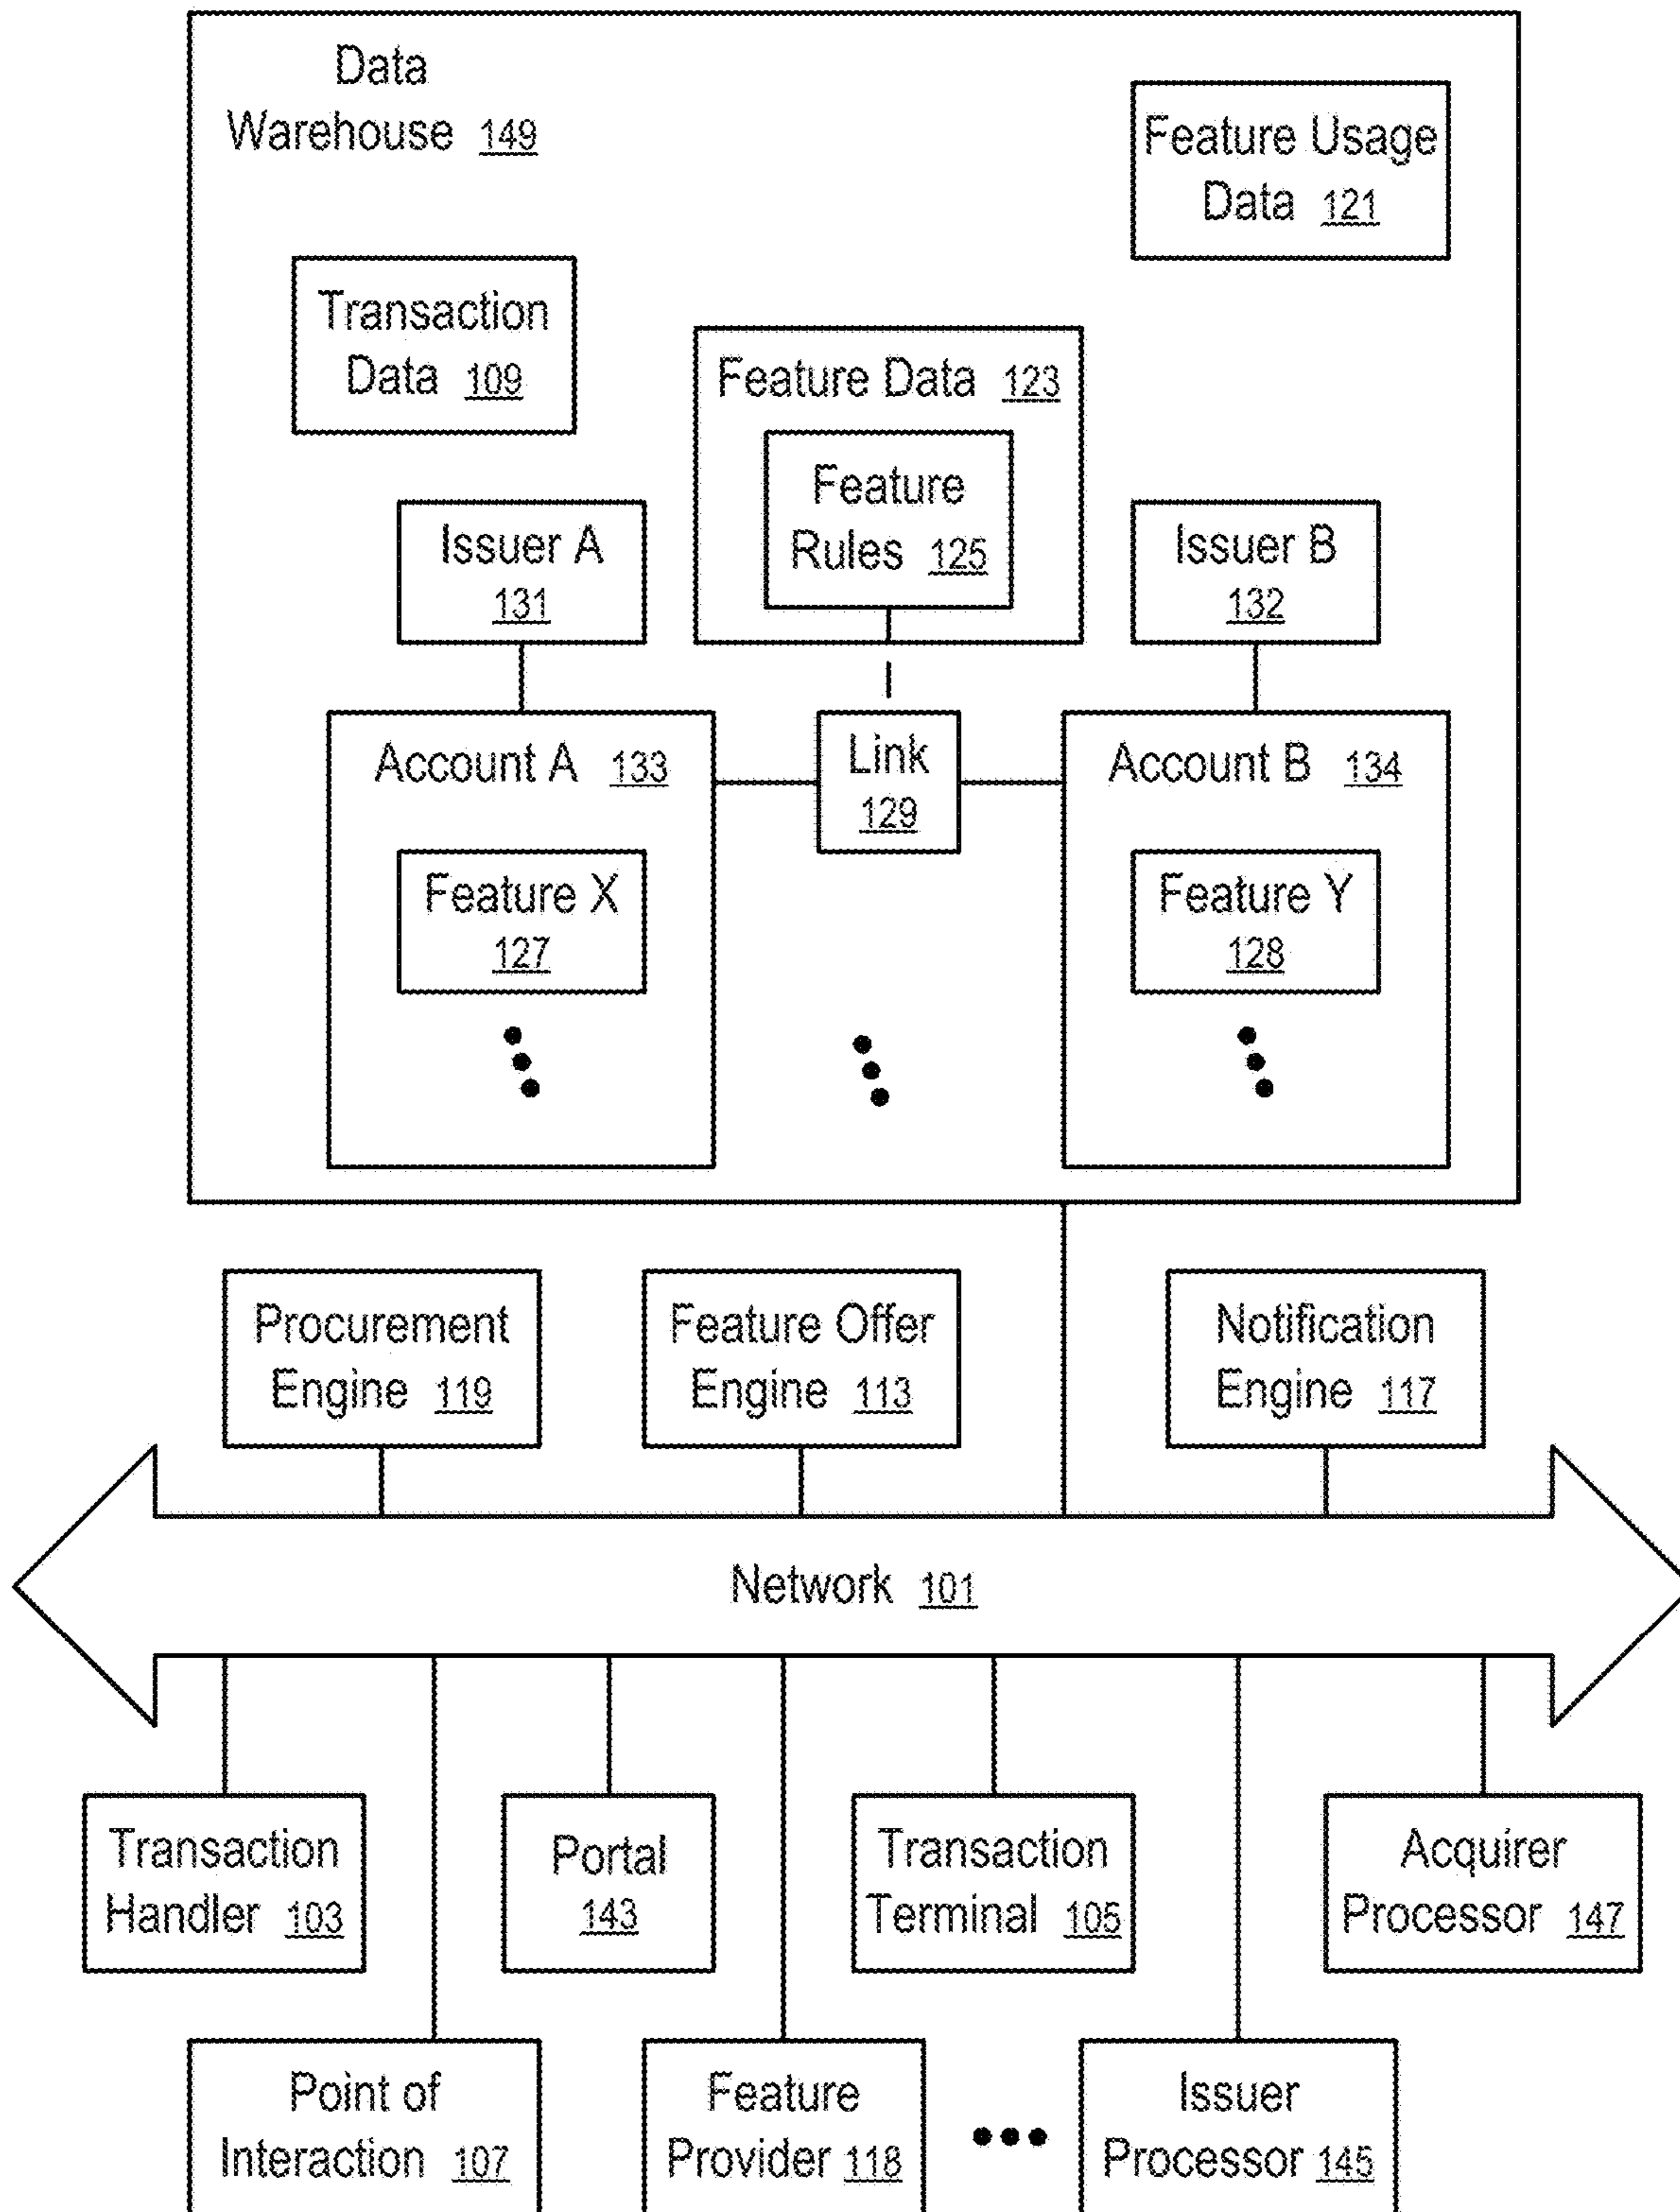 Data
Warehouse 149
Feature Usage
Data 121
Transaction
Data 109
Feature Data 123
Feature
Rules 125
Issuer A
131
Issuer B
132
Account A 133
Link
129
Account B 134
Feature X
127
Feature Y
128
Procurement
Engine 119
Feature Offer
Engine 113
Notification
Engine 117
Network 101
Transaction
Handler 103
Portal
143
Transaction
Terminal 105
Acquirer
Processor 147
Point of
Interaction 107
Feature
Provider 118
Issuer
Processor 145